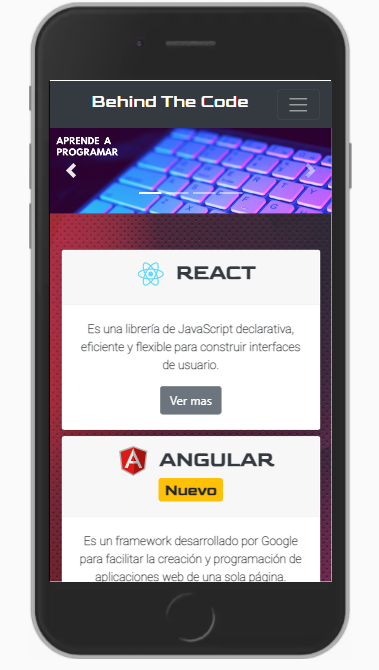 Behind The Code
APRENDE A
PROGRAMAR
REACT
Es una librería de JavaScript declarativa,
eficiente y flexible para construir interfaces
de usuario.
Ver mas
ANGULAR
Nuevo
Es un framework desarrollado por Google
para facilitar la creación y programación de
aplicaciones web de una sola página.